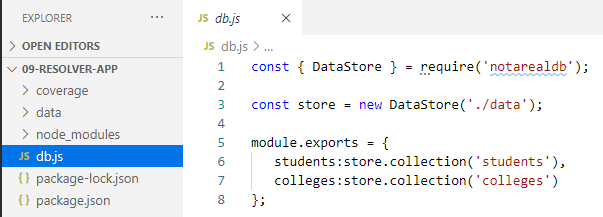 EXPLORER
OPEN EDITORS
09-RESOLVER-APP
coverage
data
node_modules
JS db.js
{} package-lock.json
{} package.json
JS db.js
JS db.js > ...
1 const { DataStore } = require('notarealdb');
2
3 const store = new DataStore('./data');
4
5 module.exports = {
6 students:store.collection('students'),
7 colleges:store.collection('colleges')
8 };